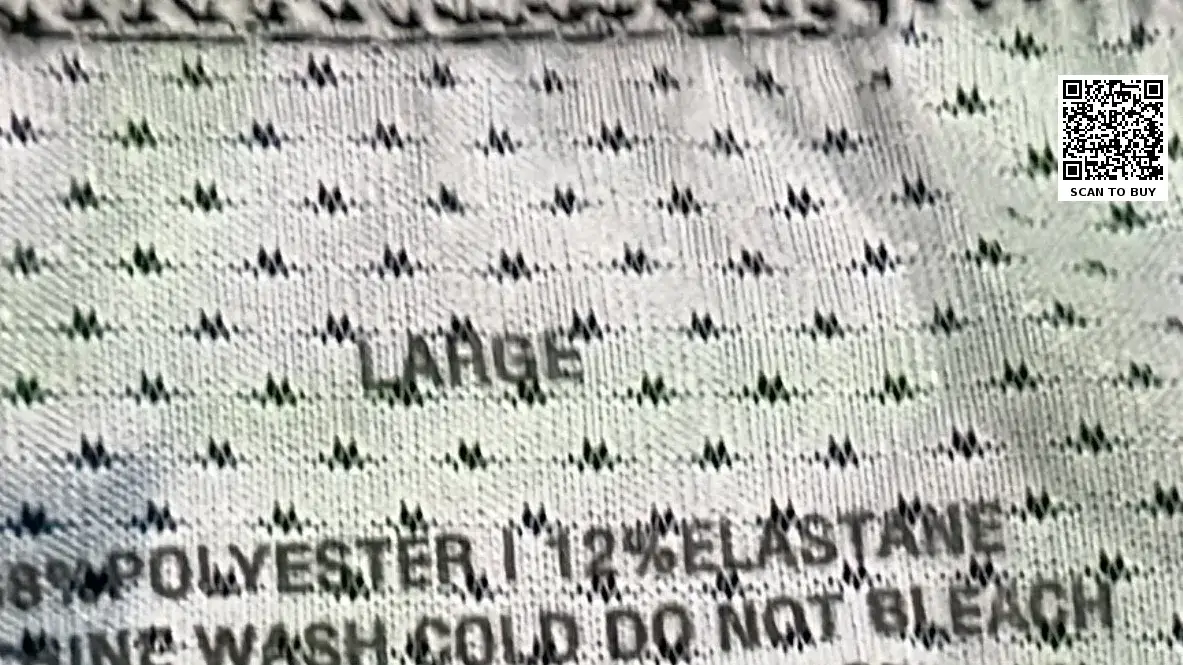 SCAN TO BUY
LARGE
8% POLYESTER | 12% ELASTANE
WASH COLD DO NOT BLEACH